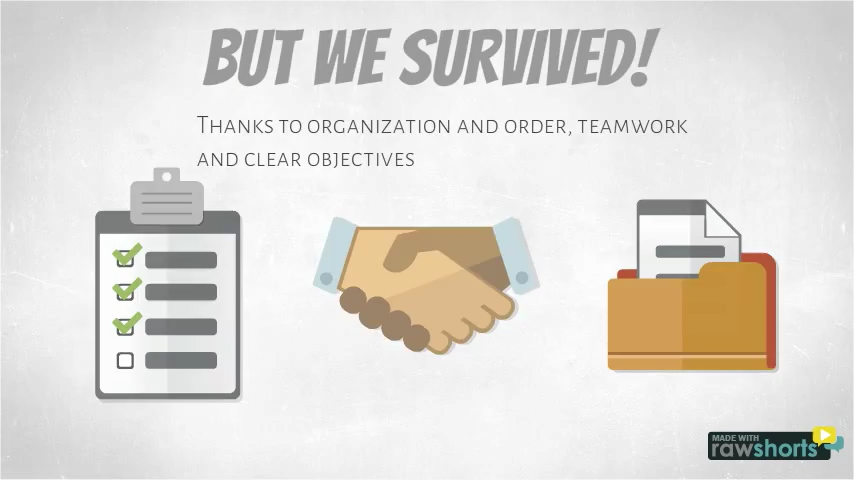 BUT WE SURVIVED!
THANKS TO ORGANIZATION AND ORDER, TEAMWORK
AND CLEAR OBJECTIVES
MADE WITH
rawshorts